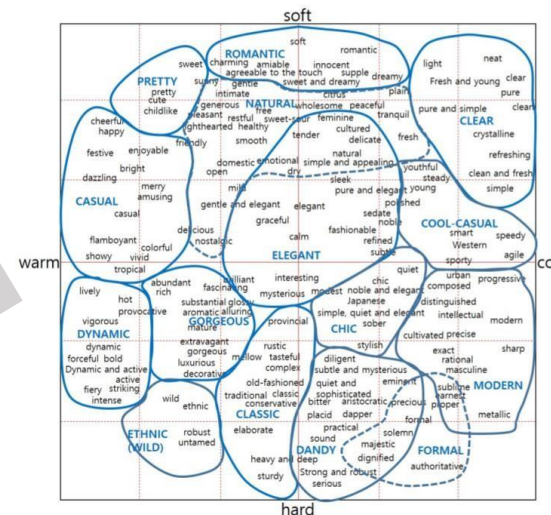 soft
ROMANTIC
soft
romantic
sweet
charming
amiable
innocent
agreeable to the touch
supple
dreamy
sweet and dreamy
light
neat
Fresh and young
clear
pure
pure and simple
clean
CLEAR
crystalline
refreshing
clean and fresh
simple
PRETTY
pretty
cute
childlike
sunny
gentle
intimate
citrus
plain
generous
NATURAL
wholesome
peaceful
free
pleasant
restful
sweet-sour
feminine
tranquil
lighthearted
healthy
cultured
delicate
fresh
friendly
smooth
tender
natural
domestic
emotional
simple and appealing
open
dry
mild
cheerful
happy
festive
enjoyable
bright
dazzling
merry
amusing
CASUAL
casual
flamboyant
colorful
showy
vivid
tropical
delicious
nostalgic
sleek
pure and elegant
gentle and elegant
elegant
polished
sedate
noble
graceful
fashionable
calm
refined
subtle
ELEGANT
interesting
mysterious
youthful
steady
young
COOL-CASUAL
smart
speedy
Western
sporty
agile
warm
co
lively
hot
provocative
vigorous
DYNAMIC
dynamic
forceful
bold
Dynamic and active
active
fiery
striking
intense
abundant
rich
brilliant
fascinating
substantial
glossy
aromatic
alluring
GORGEOUS
mature
extravagant
gorgeous
luxurious
decorative
quiet
chic
modest
noble and elegant
Japanese
simple, quiet and elegant
sober
CHIC
stylish
urban
composed
progressive
distinguished
intellectual
modern
cultivated
precise
exact
sharp
rational
masculine
MODERN
sublime
earnest
proper
metallic
provincial
rustic
mellow
tasteful
complex
old-fashioned
traditional
classic
conservative
CLASSIC
elaborate
heavy and deep
sturdy
wild
ethnic
ETHNIC
(WILD)
robust
untamed
diligent
subtle and mysterious
quiet and
sophisticated
eminent
bitter
aristocratic
precious
placid
dapper
formal
practical
solemn
sound
majestic
DANDY
dignified
FORMAL
authoritative
Strong and robust
serious
hard